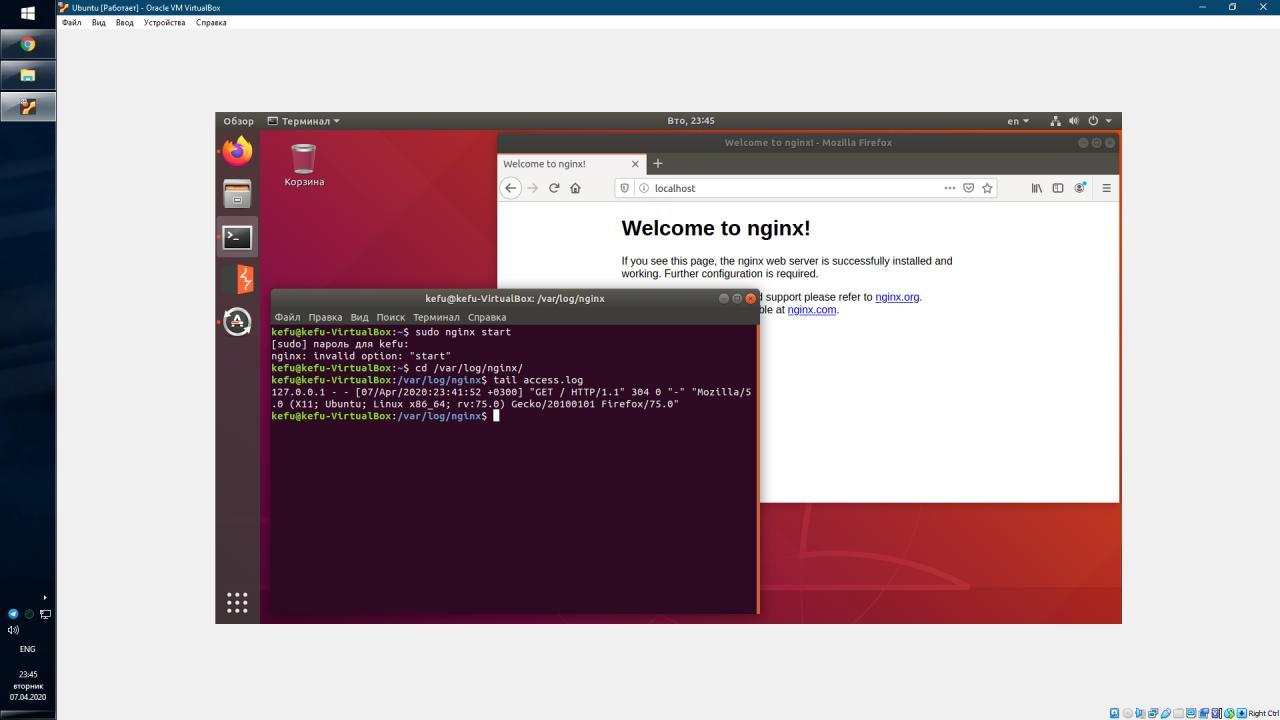 Ubuntu [Работает] - Oracle VM VirtualBox
Файл Вид Ввод Устройства Справка
Обзор Терминал Вто, 23:45 en
Корзина
Welcome to nginx! - Mozilla Firefox
Welcome to nginx!
localhost
Welcome to nginx!
If you see this page, the nginx web server is successfully installed and
working. Further configuration is required.
support please refer to nginx.org.
at nginx.com.
kefu@kefu-VirtualBox: /var/log/nginx
Файл Правка Вид Поиск Терминал Справка
kefu@kefu-VirtualBox:~$ sudo nginx start
[sudo] пароль для kefu:
nginx: invalid option: "start"
kefu@kefu-VirtualBox:~$ cd /var/log/nginx/
kefu@kefu-VirtualBox:/var/log/nginx$ tail access.log
127.0.0.1 - - [07/Apr/2020:23:41:52 +0300] "GET / HTTP/1.1" 304 0 "-" "Mozilla/5
.0 (X11; Ubuntu; Linux x86_64; rv:75.0) Gecko/20100101 Firefox/75.0"
kefu@kefu-VirtualBox:/var/log/nginx$
ENG
23:45
вторник
07.04.2020
Right Ctrl